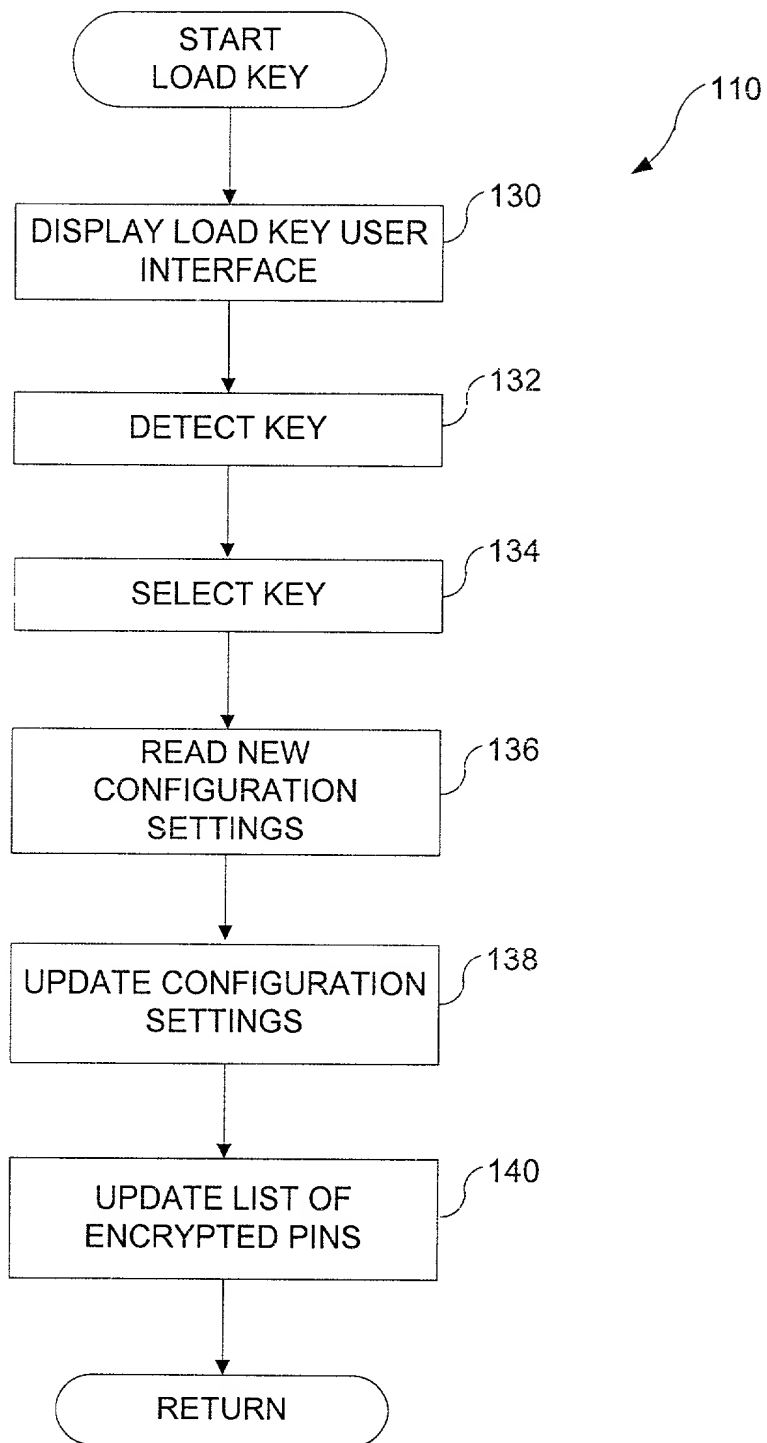 START
LOAD KEY
110
130
DISPLAY LOAD KEY USER
INTERFACE
132
DETECT KEY
134
SELECT KEY
136
READ NEW
CONFIGURATION
SETTINGS
138
UPDATE CONFIGURATION
SETTINGS
140
UPDATE LIST OF
ENCRYPTED PINS
RETURN